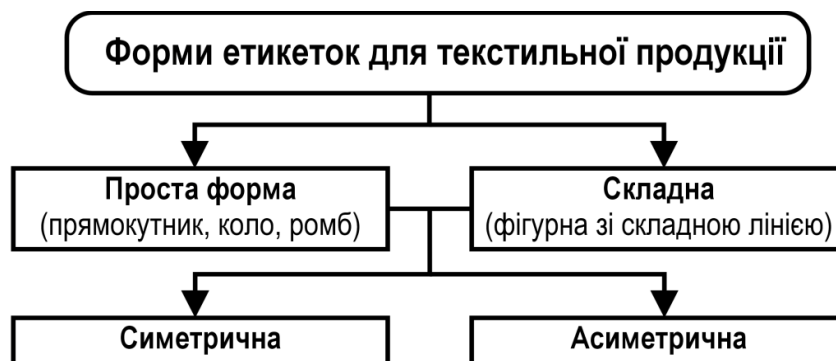 Форми етикеток для текстильної продукції
Проста форма
(прямокутник, коло, ромб)
Складна
(фігурна зі складною лінією)
Симетрична
Асиметрична